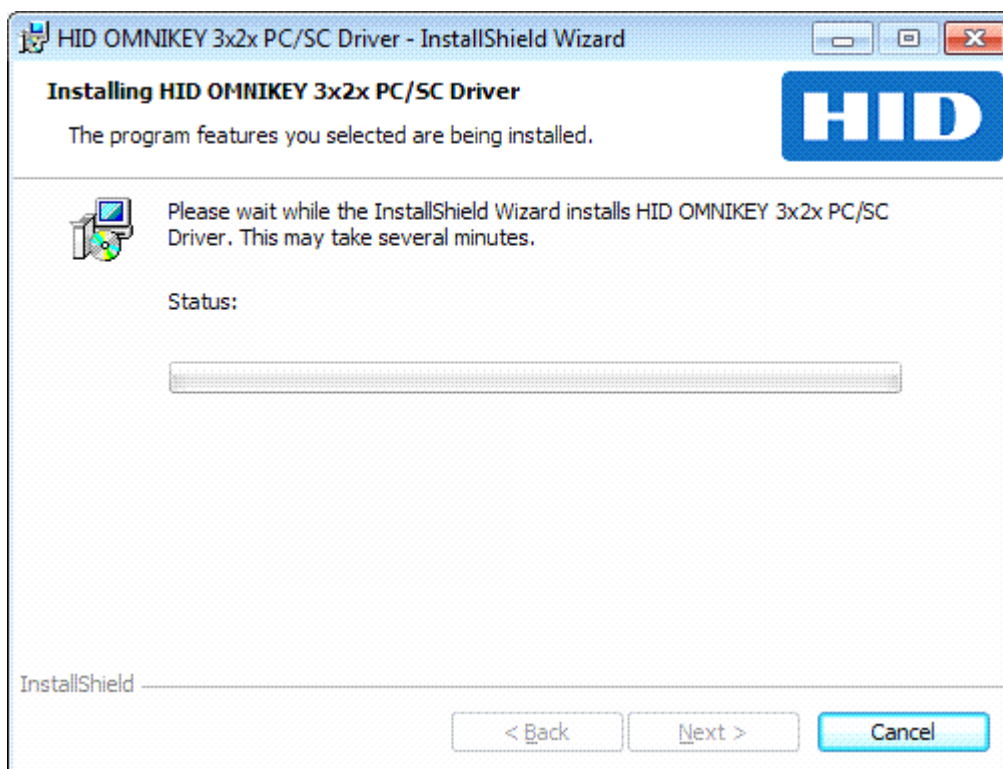 HID OMNIKEY 3x2x PC/SC Driver - InstallShield Wizard
Installing HID OMNIKEY 3x2x PC/SC Driver
The program features you selected are being installed.
HID
Please wait while the InstallShield Wizard installs HID OMNIKEY 3x2x PC/SC
Driver. This may take several minutes.
Status:
InstallShield
< Back Next > Cancel